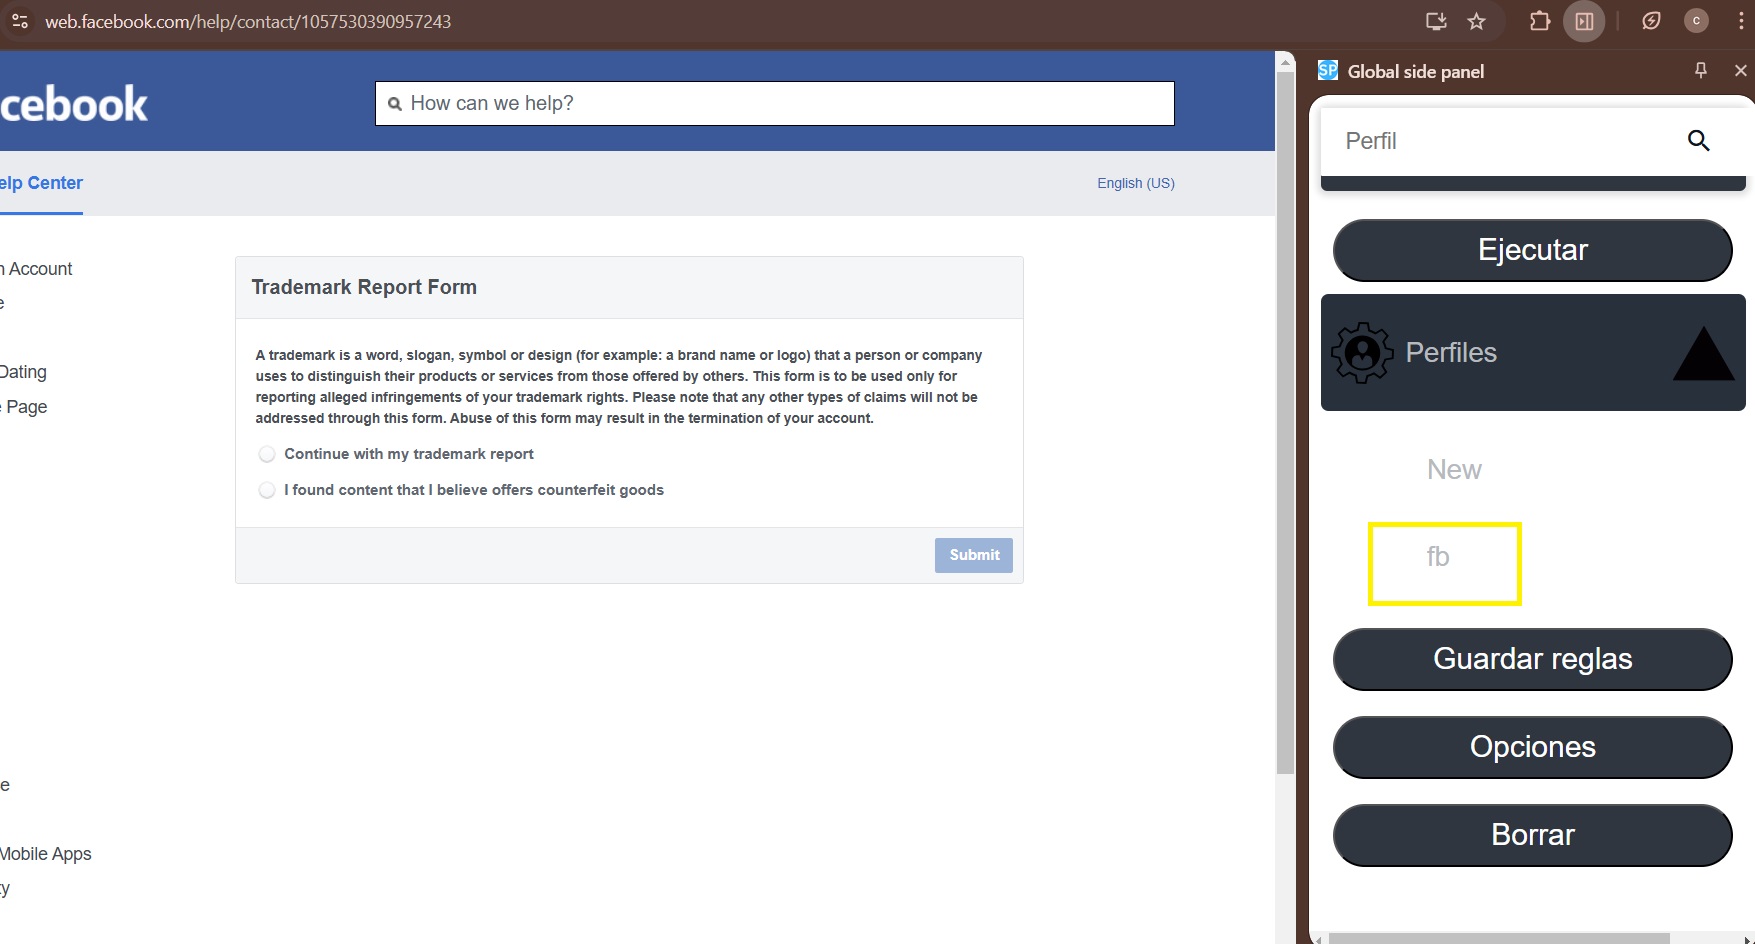 web.facebook.com/help/contact/1057530390957243
c
cebook
How can we help?
elp Center
English (US)
n Account
e
Dating
e Page
e
Mobile Apps
ty
Trademark Report Form
A trademark is a word, slogan, symbol or design (for example: a brand name or logo) that a person or company
uses to distinguish their products or services from those offered by others. This form is to be used only for
reporting alleged infringements of your trademark rights. Please note that any other types of claims will not be
addressed through this form. Abuse of this form may result in the termination of your account.
Continue with my trademark report
I found content that I believe offers counterfeit goods
Submit
SP Global side panel
Perfil
Ejecutar
Perfiles
New
fb
Guardar reglas
Opciones
Borrar